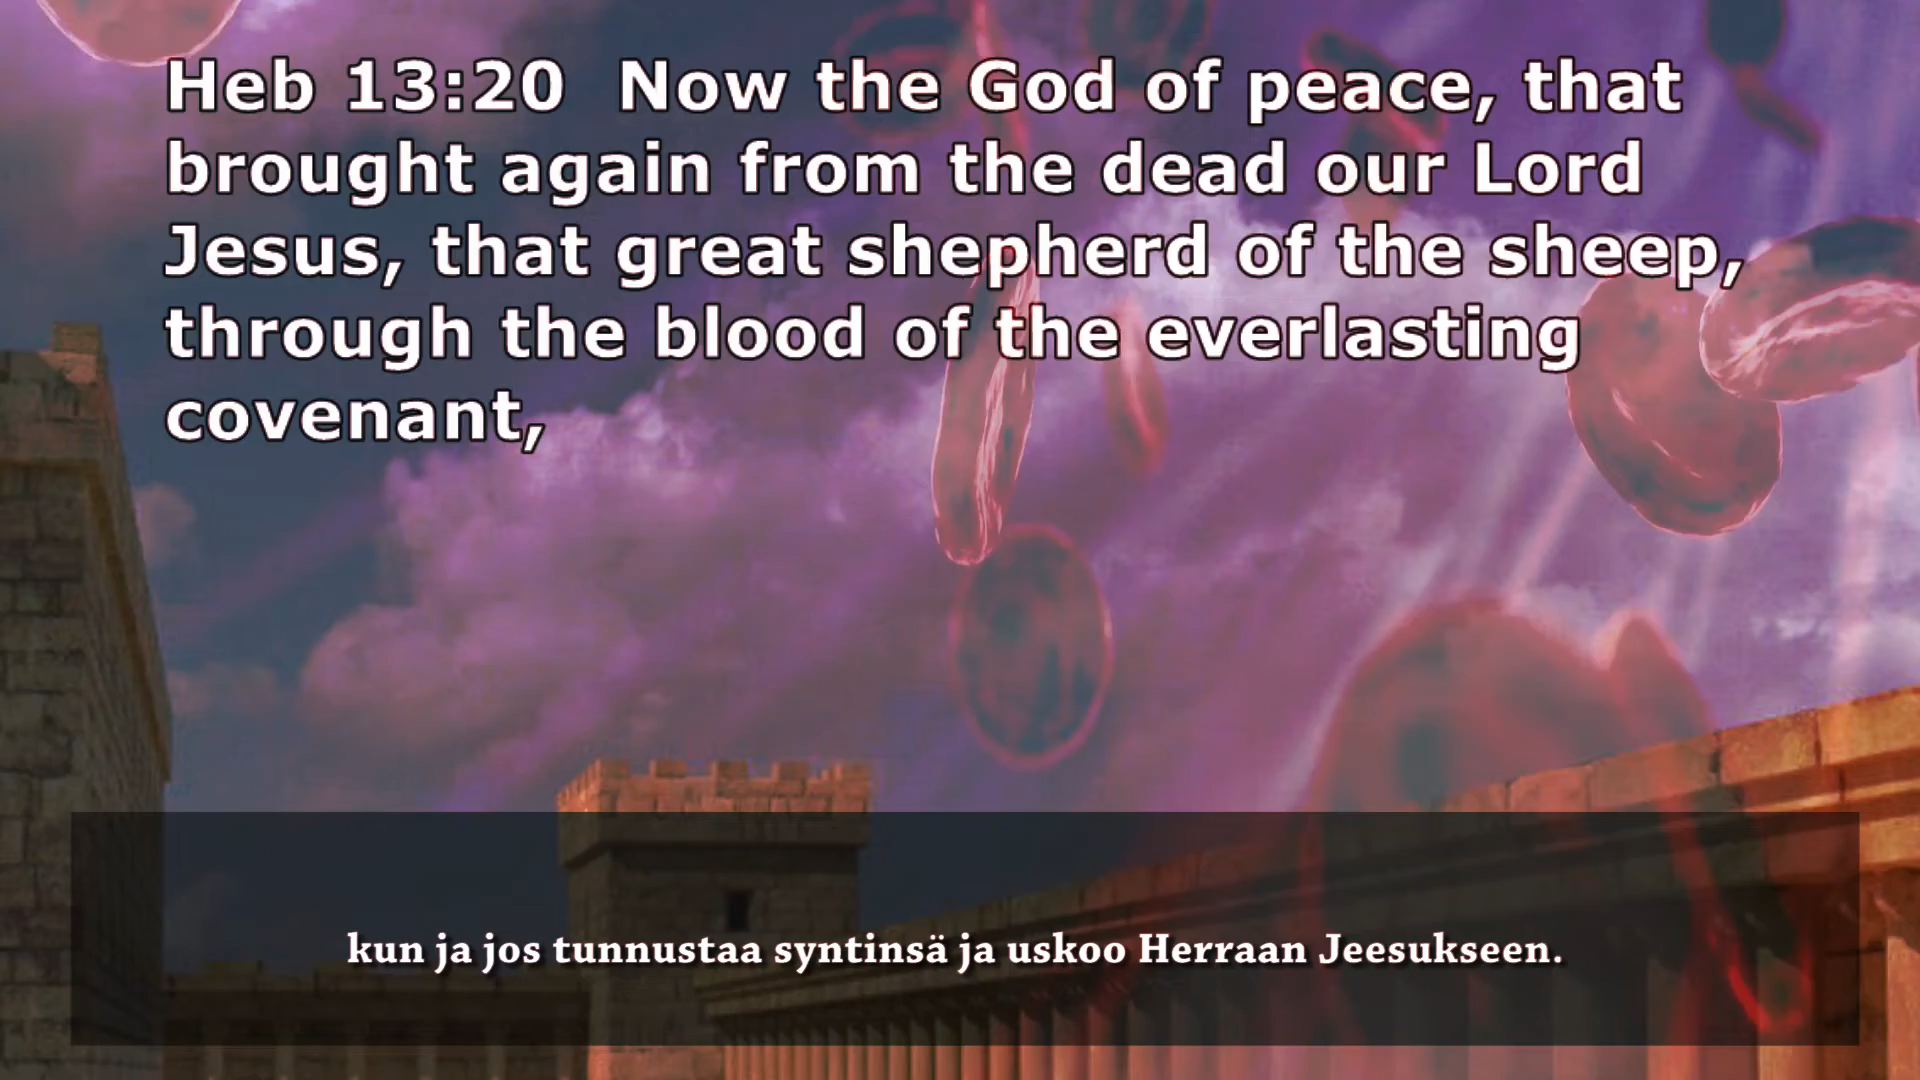 Heb 13:20  Now the God of peace, that
brought again from the dead our Lord
Jesus, that great shepherd of the sheep,
through the blood of the everlasting
covenant,
kun ja jos tunnustaa syntinsä ja uskoo Herraan Jeesukseen.